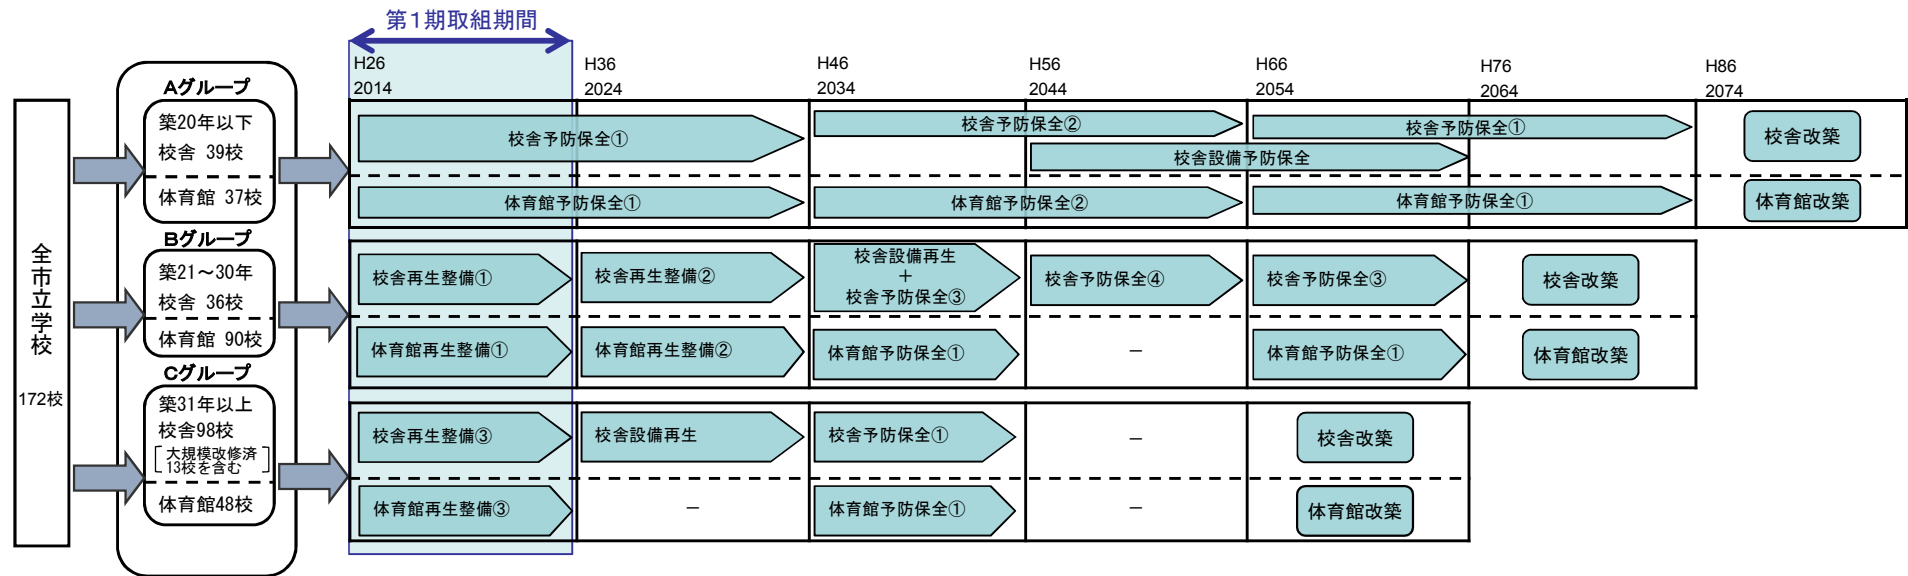 第1期取組期間
H26
2014
H36
2024
H46
2034
H56
2044
H66
2054
H76
2064
H86
2074
全市立学校
172校
Aグループ
築20年以下
校舎 39校
体育館 37校
校舎予防保全①
校舎予防保全②
校舎予防保全①
校舎設備予防保全
校舎改築
体育館予防保全①
体育館予防保全②
体育館予防保全①
体育館改築
Bグループ
築21～30年
校舎 36校
体育館 90校
校舎再生整備①
校舎再生整備②
校舎設備再生
＋
校舎予防保全③
校舎予防保全④
校舎予防保全③
校舎改築
体育館再生整備①
体育館再生整備②
体育館予防保全①
－
体育館予防保全①
体育館改築
Cグループ
築31年以上
校舎98校
[大規模改修済
13校を含む]
体育館48校
校舎再生整備③
校舎設備再生
校舎予防保全①
－
校舎改築
体育館再生整備③
－
体育館予防保全①
－
体育館改築